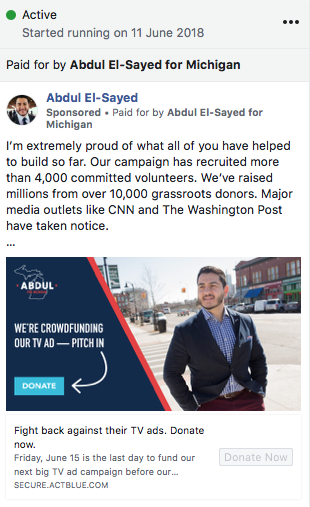 Active
Started running on 11 June 2018
Paid for by Abdul El-Sayed for Michigan
Abdul El-Sayed
Sponsored • Paid for by Abdul El-Sayed for
Michigan
I'm extremely proud of what all of you have helped
to build so far. Our campaign has recruited more
than 4,000 committed volunteers. We've raised
millions from over 10,000 grassroots donors. Major
media outlets like CNN and The Washington Post
have taken notice.
...
ABDUL
WE'RE CROWDFUNDING
OUR TV AD — PITCH IN
DONATE
Fight back against their TV ads. Donate
now.
Friday, June 15 is the last day to fund our
next big TV ad campaign before our...
SECURE.ACTBLUE.COM
Donate Now